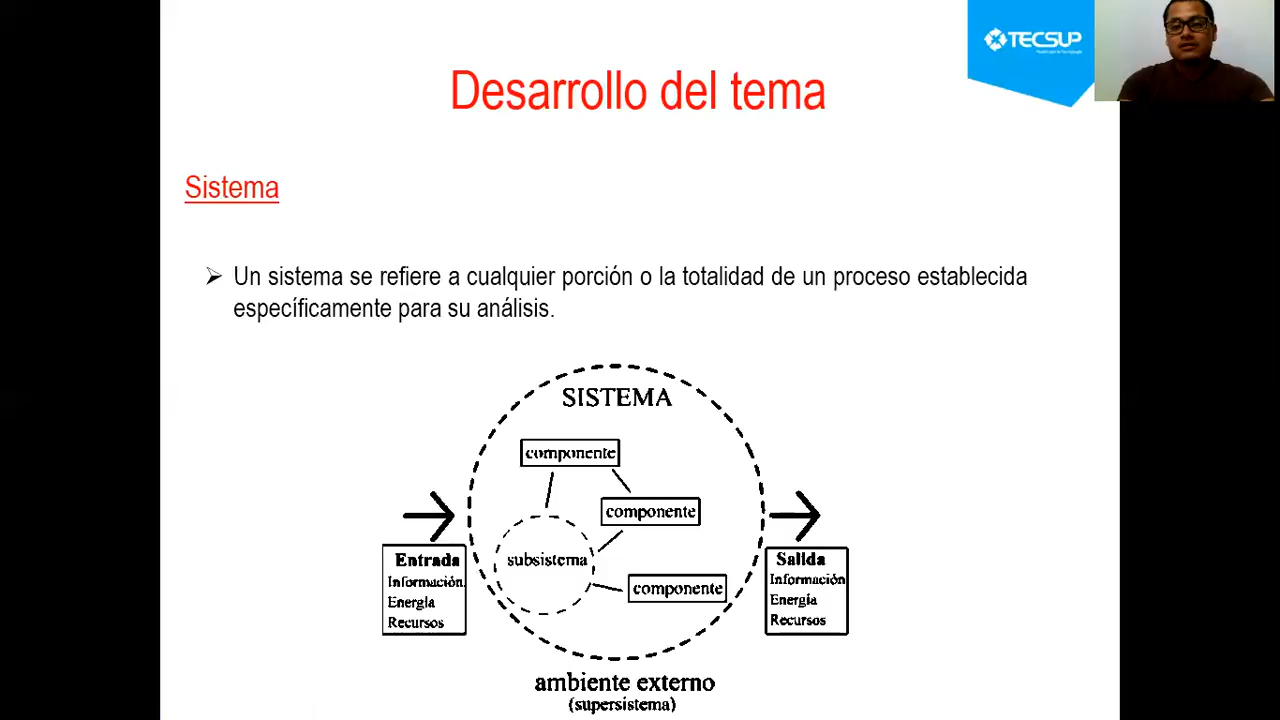 TECSUP
Desarrollo del tema
Sistema
Un sistema se refiere a cualquier porción o la totalidad de un proceso establecida
específicamente para su análisis.
SISTEMA
componente
componente
subsistema
componente
Entrada
Información
Energía
Recursos
Salida
Información
Energía
Recursos
ambiente externo
(supersistema)